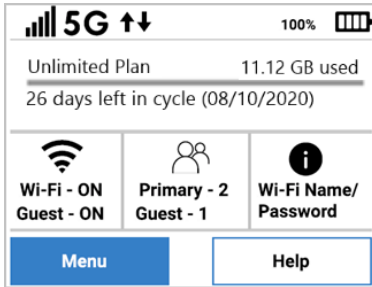 5G 100%
Unlimited Plan 11.12 GB used
26 days left in cycle (08/10/2020)
Wi-Fi - ON
Guest - ON
Primary - 2
Guest - 1
Wi-Fi Name/
Password
Menu Help